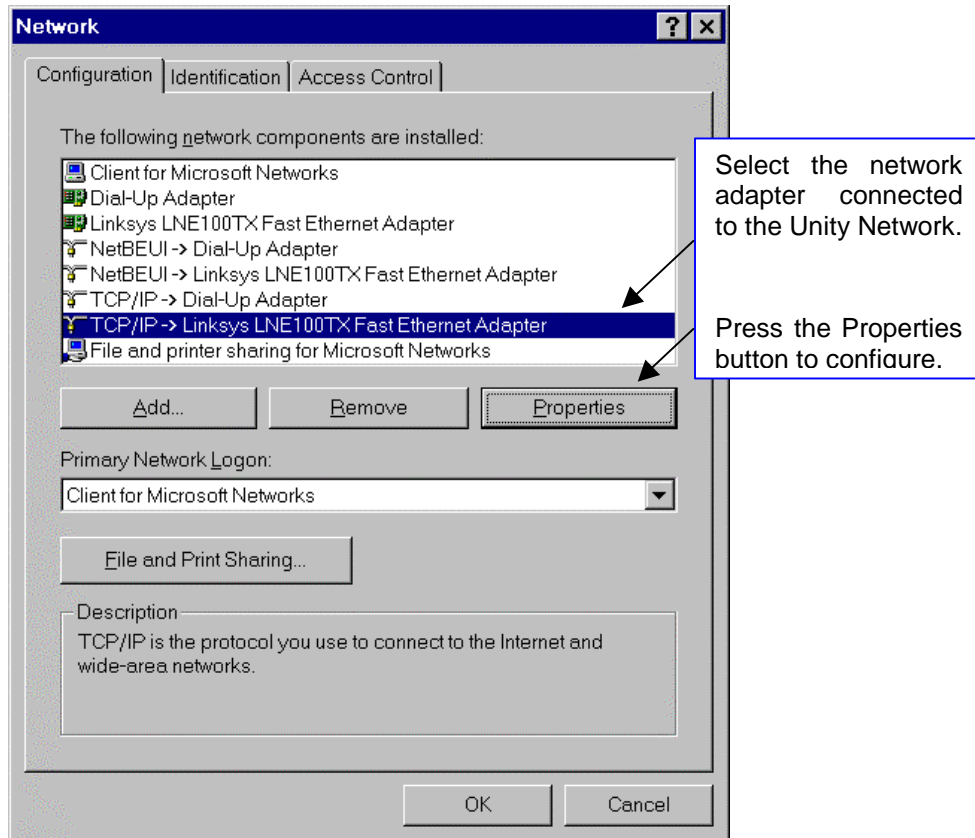 Network
Configuration
Identification
Access Control
The following network components are installed:
Client for Microsoft Networks
Dial-Up Adapter
Linksys LNE100TX Fast Ethernet Adapter
NetBEUI -> Dial-Up Adapter
NetBEUI -> Linksys LNE100TX Fast Ethernet Adapter
TCP/IP -> Dial-Up Adapter
TCP/IP -> Linksys LNE100TX Fast Ethernet Adapter
File and printer sharing for Microsoft Networks
Select the network
adapter connected
to the Unity Network.
Press the Properties
button to configure.
Add...
Remove
Properties
Primary Network Logon:
Client for Microsoft Networks
File and Print Sharing...
Description
TCP/IP is the protocol you use to connect to the Internet and
wide-area networks.
OK
Cancel